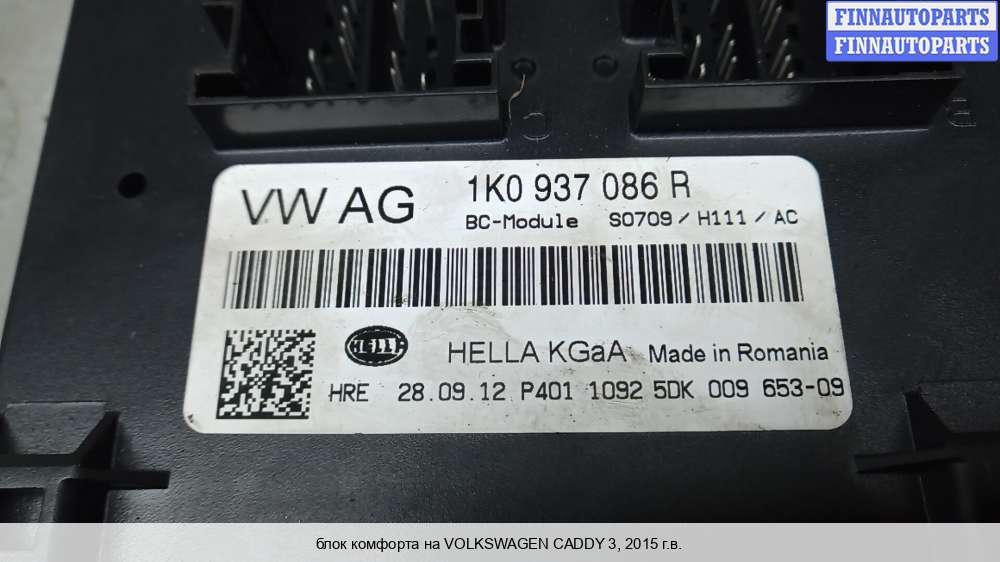 FINNAUTOPARTS
FINNAUTOPARTS
C
B
VW AG
1K0 937 086 R
BC-Module S0709 / H111 / AC
HELLA
HELLA KGaA Made in Romania
HRE 28.09.12 P401 1092 5DK 009 653-09
блок комфорта на VOLKSWAGEN CADDY 3, 2015 г.в.